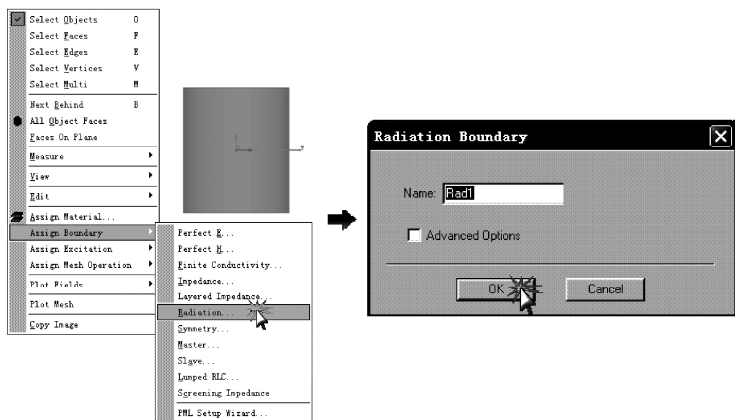 Select Objects O
Select Faces F
Select Edges E
Select Vertices V
Select Multi M
Next Behind B
All Object Faces
Faces On Plane
Measure
View
Edit
Assign Material...
Assign Boundary
Assign Excitation
Assign Mesh Operation
Plot Fields
Plot Mesh
Copy Image
Perfect E...
Perfect H...
Finite Conductivity...
Impedance...
Layered Impedance...
Radiation...
Symmetry...
Master...
Slave...
Lumped RLC...
Screening Impedance
PML Setup Wizard...
Radiation Boundary
Name: Rad1
Advanced Options
OK Cancel